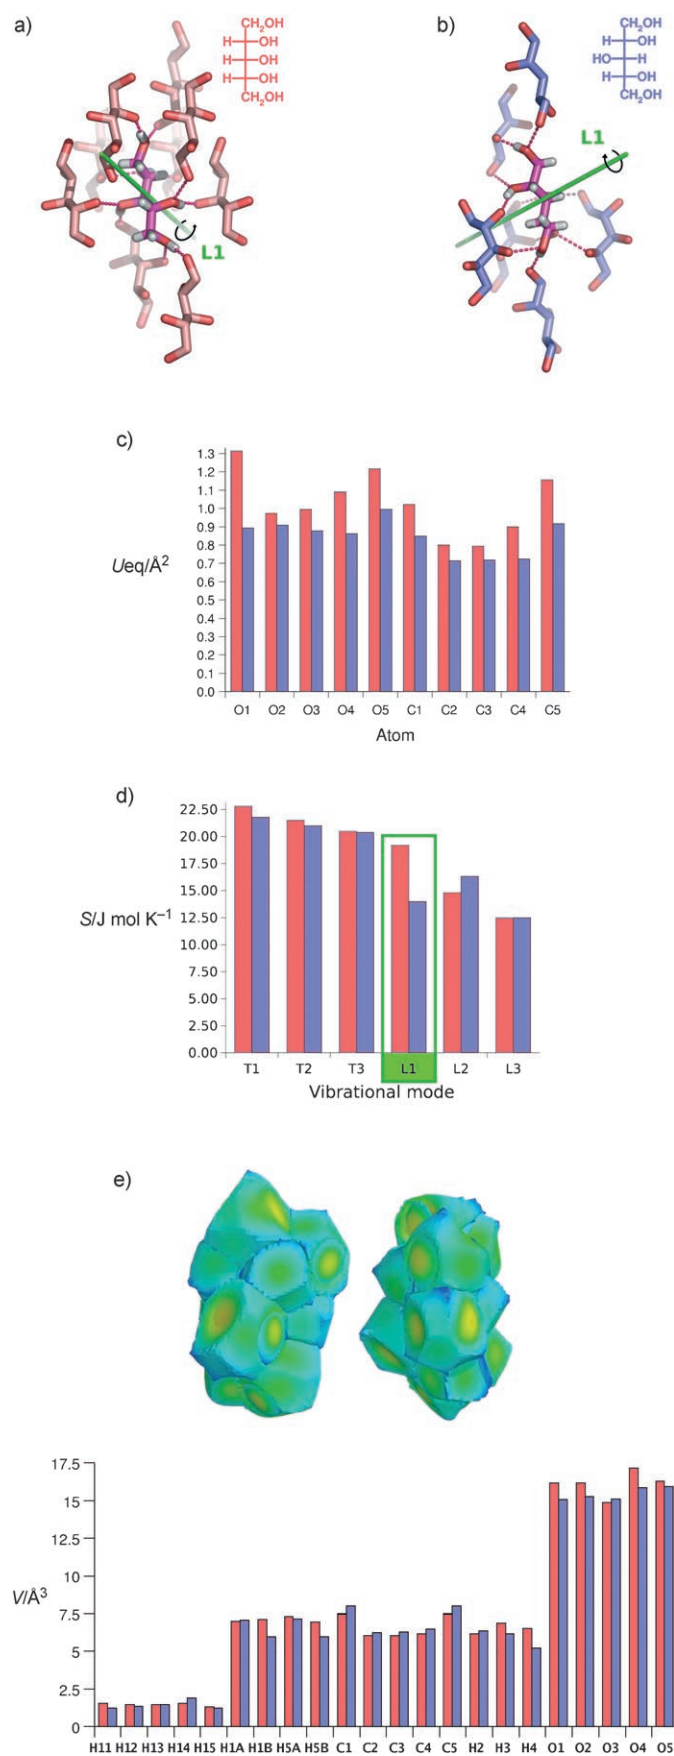 a)
CH2OH
H OH
H OH
H OH
CH2OH
L1
b)
CH2OH
H OH
HO H
H OH
CH2OH
L1
c)
Ueq/Å2
1.3
1.2
1.1
1.0
0.9
0.8
0.7
0.6
0.5
0.4
0.3
0.2
0.1
0.0
O1 O2 O3 O4 O5 C1 C2 C3 C4 C5
Atom
d)
S/J mol K–1
22.50
20.00
17.50
15.00
12.50
10.00
7.50
5.00
2.50
0.00
T1 T2 T3 L1 L2 L3
Vibrational mode
e)
V/Å3
17.5
15
12.5
10
7.5
5
2.5
0
H11 H12 H13 H14 H15 H1A H1B H5A H5B C1 C2 C3 C4 C5 H2 H3 H4 O1 O2 O3 O4 O5